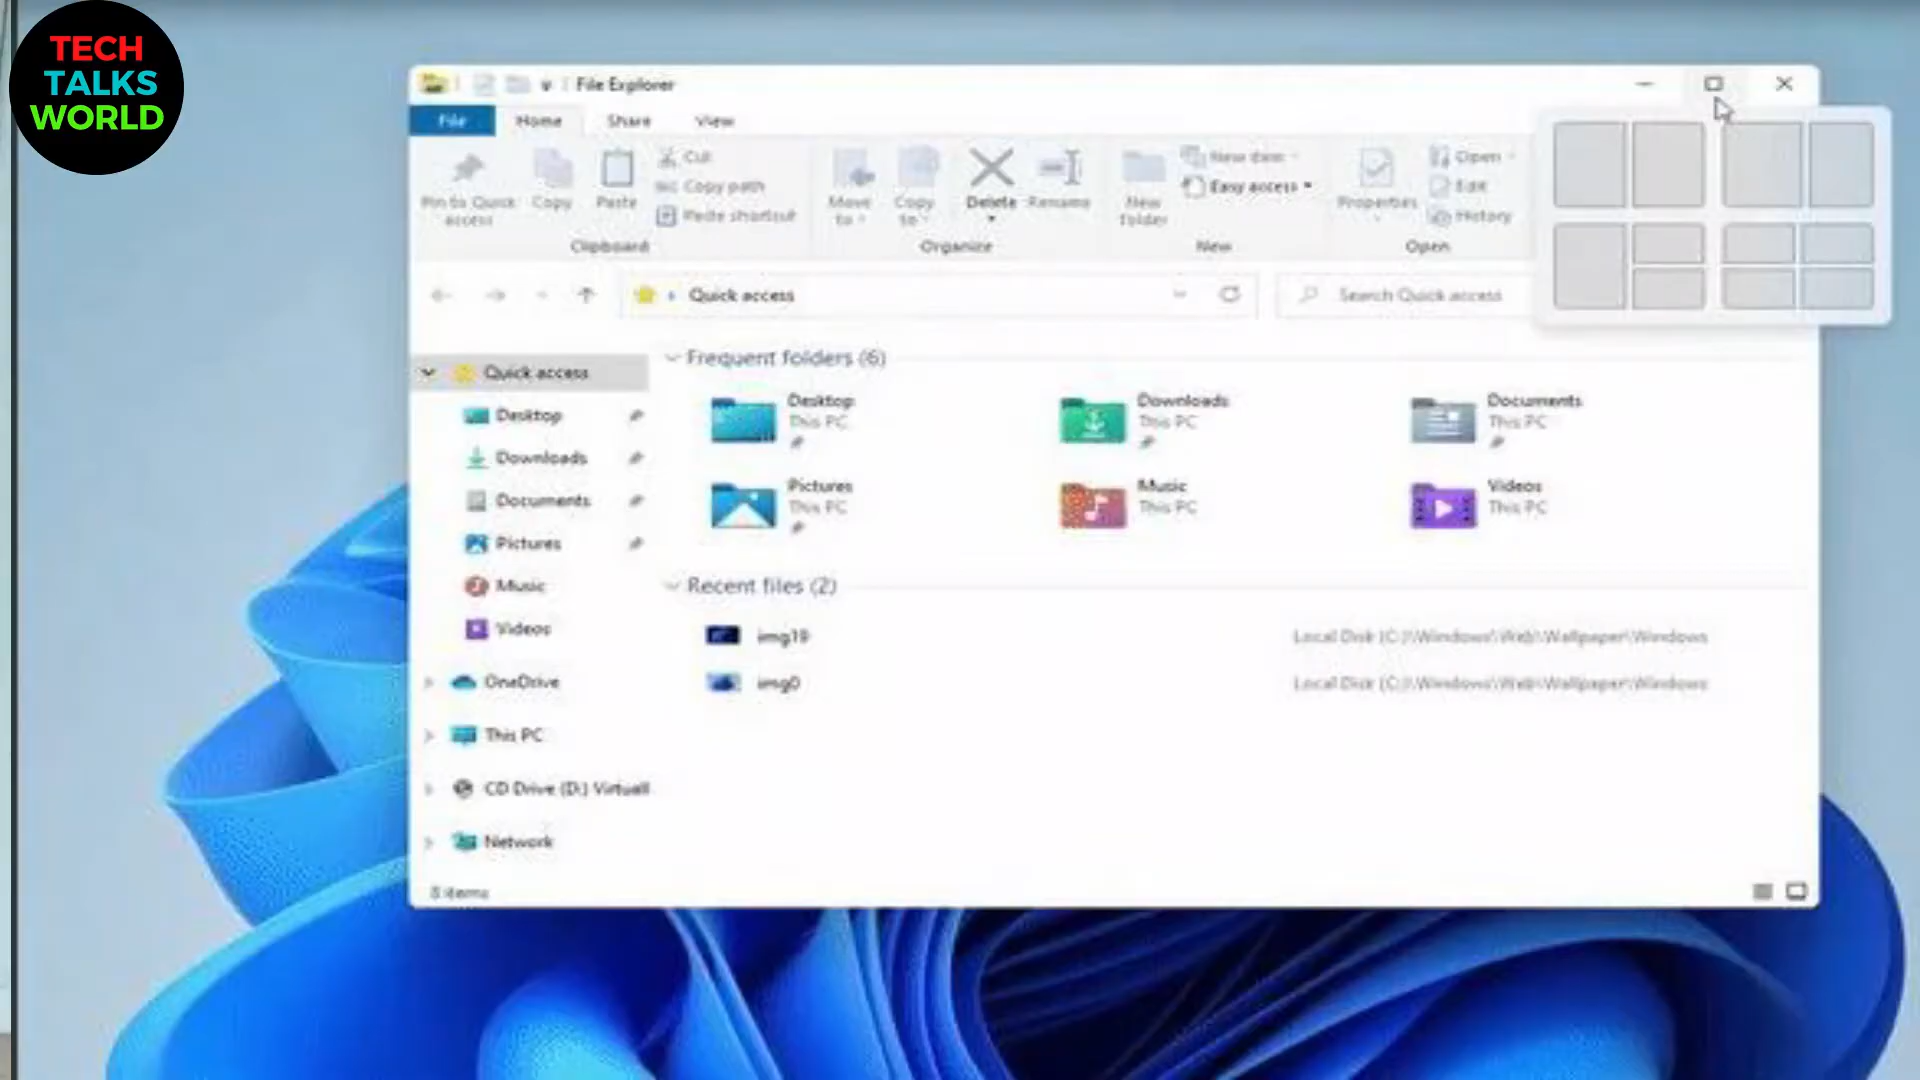 TECH
TALKS
WORLD
File Explorer
File
Home
Share
View
Pin to Quick
access
Copy
Paste
Cut
Copy path
Paste shortcut
Clipboard
Move
to
Copy
to
Delete
Rename
Organize
New
folder
New item
Easy access
New
Properties
Open
Edit
History
Open
Quick access
Search Quick access
Quick access
Desktop
Downloads
Documents
Pictures
Music
Videos
OneDrive
This PC
CD Drive (D:) Virtuall
Network
Frequent folders (6)
Desktop
This PC
Downloads
This PC
Documents
This PC
Pictures
This PC
Music
This PC
Videos
This PC
Recent files (2)
img19
Local Disk (C:)\Windows\Web\Wallpaper\Windows
img0
Local Disk (C:)\Windows\Web\Wallpaper\Windows
8 items